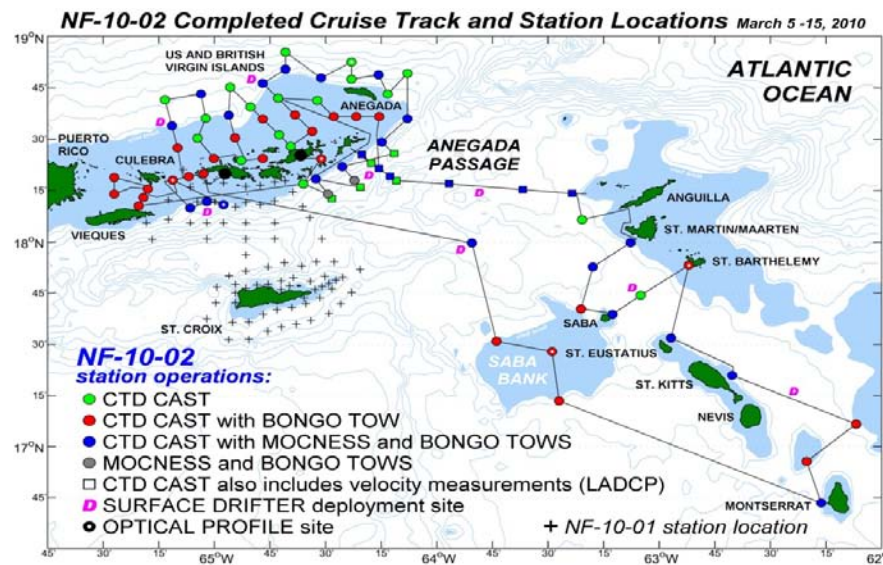 NF-10-02 Completed Cruise Track and Station Locations March 5 -15, 2010
19°N
45'
30'
15'
18°N
45'
30'
15'
17°N
45'
US AND BRITISH
VIRGIN ISLANDS
D
ANEGADA
ATLANTIC
OCEAN
PUERTO
RICO
CULEBRA
D
ANEGADA
PASSAGE
D
D
ANGUILLA
VIEQUES
D
D
ST. MARTIN/MAARTEN
ST. BARTHELEMY
D
ST. CROIX
SABA
SABA
BANK
ST. EUSTATIUS
ST. KITTS
D
NEVIS
MONTSERRAT
NF-10-02
station operations:
CTD CAST
CTD CAST with BONGO TOW
CTD CAST with MOCNESS and BONGO TOWS
MOCNESS and BONGO TOWS
CTD CAST also includes velocity measurements (LADCP)
D SURFACE DRIFTER deployment site
OPTICAL PROFILE site
+ NF-10-01 station location
45' 30' 15' 65°W 45' 30' 15' 64°W 45' 30' 15' 63°W 45' 30' 15' 62°W